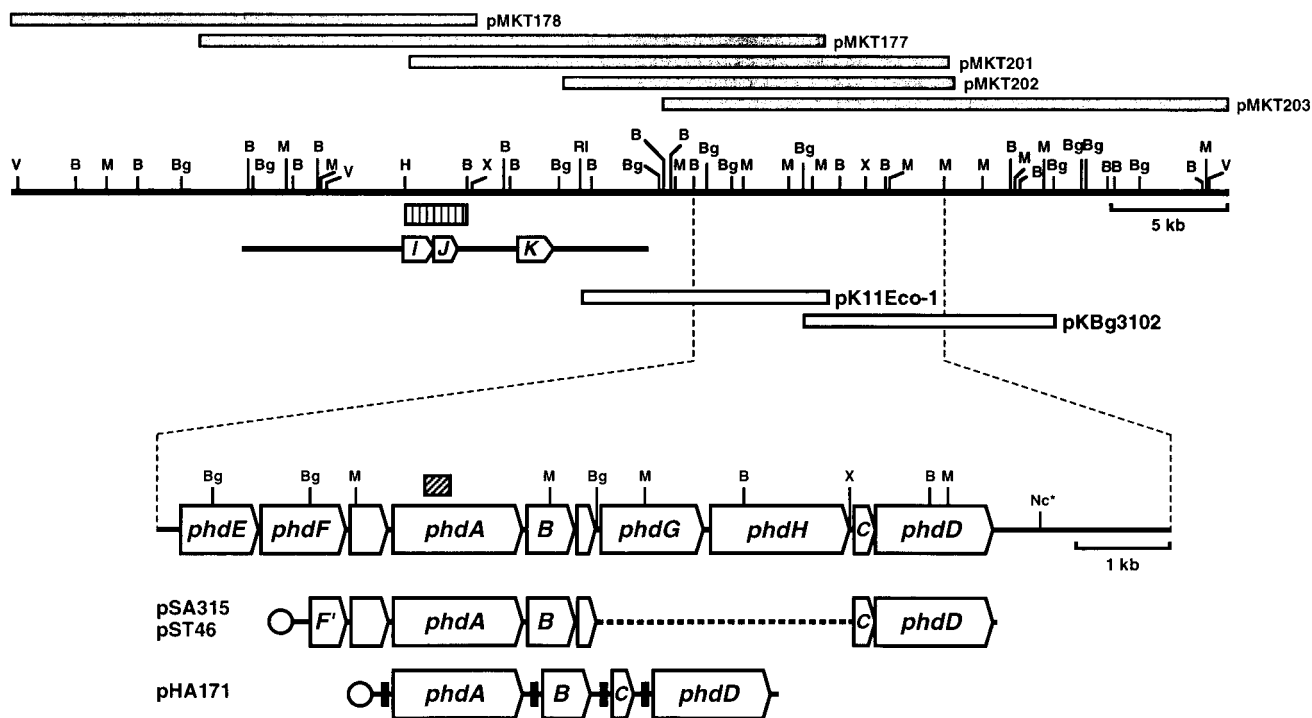 pMKT178
pMKT177
pMKT201
pMKT202
pMKT203
V B M B Bg B Bg M B B M V H B X B B Bg RI B Bg B B M B Bg Bg M M Bg M B X B M M M B M B M Bg Bg Bg B B Bg B M V
5 kb
I J K
pK11Eco-1
pKBg3102
Bg Bg M M Bg M B X B M Nc*
phdE phdF phdA B phdG phdH C phdD
1 kb
pSA315
pST46
F' phdA B C phdD
pHA171
phdA B C phdD